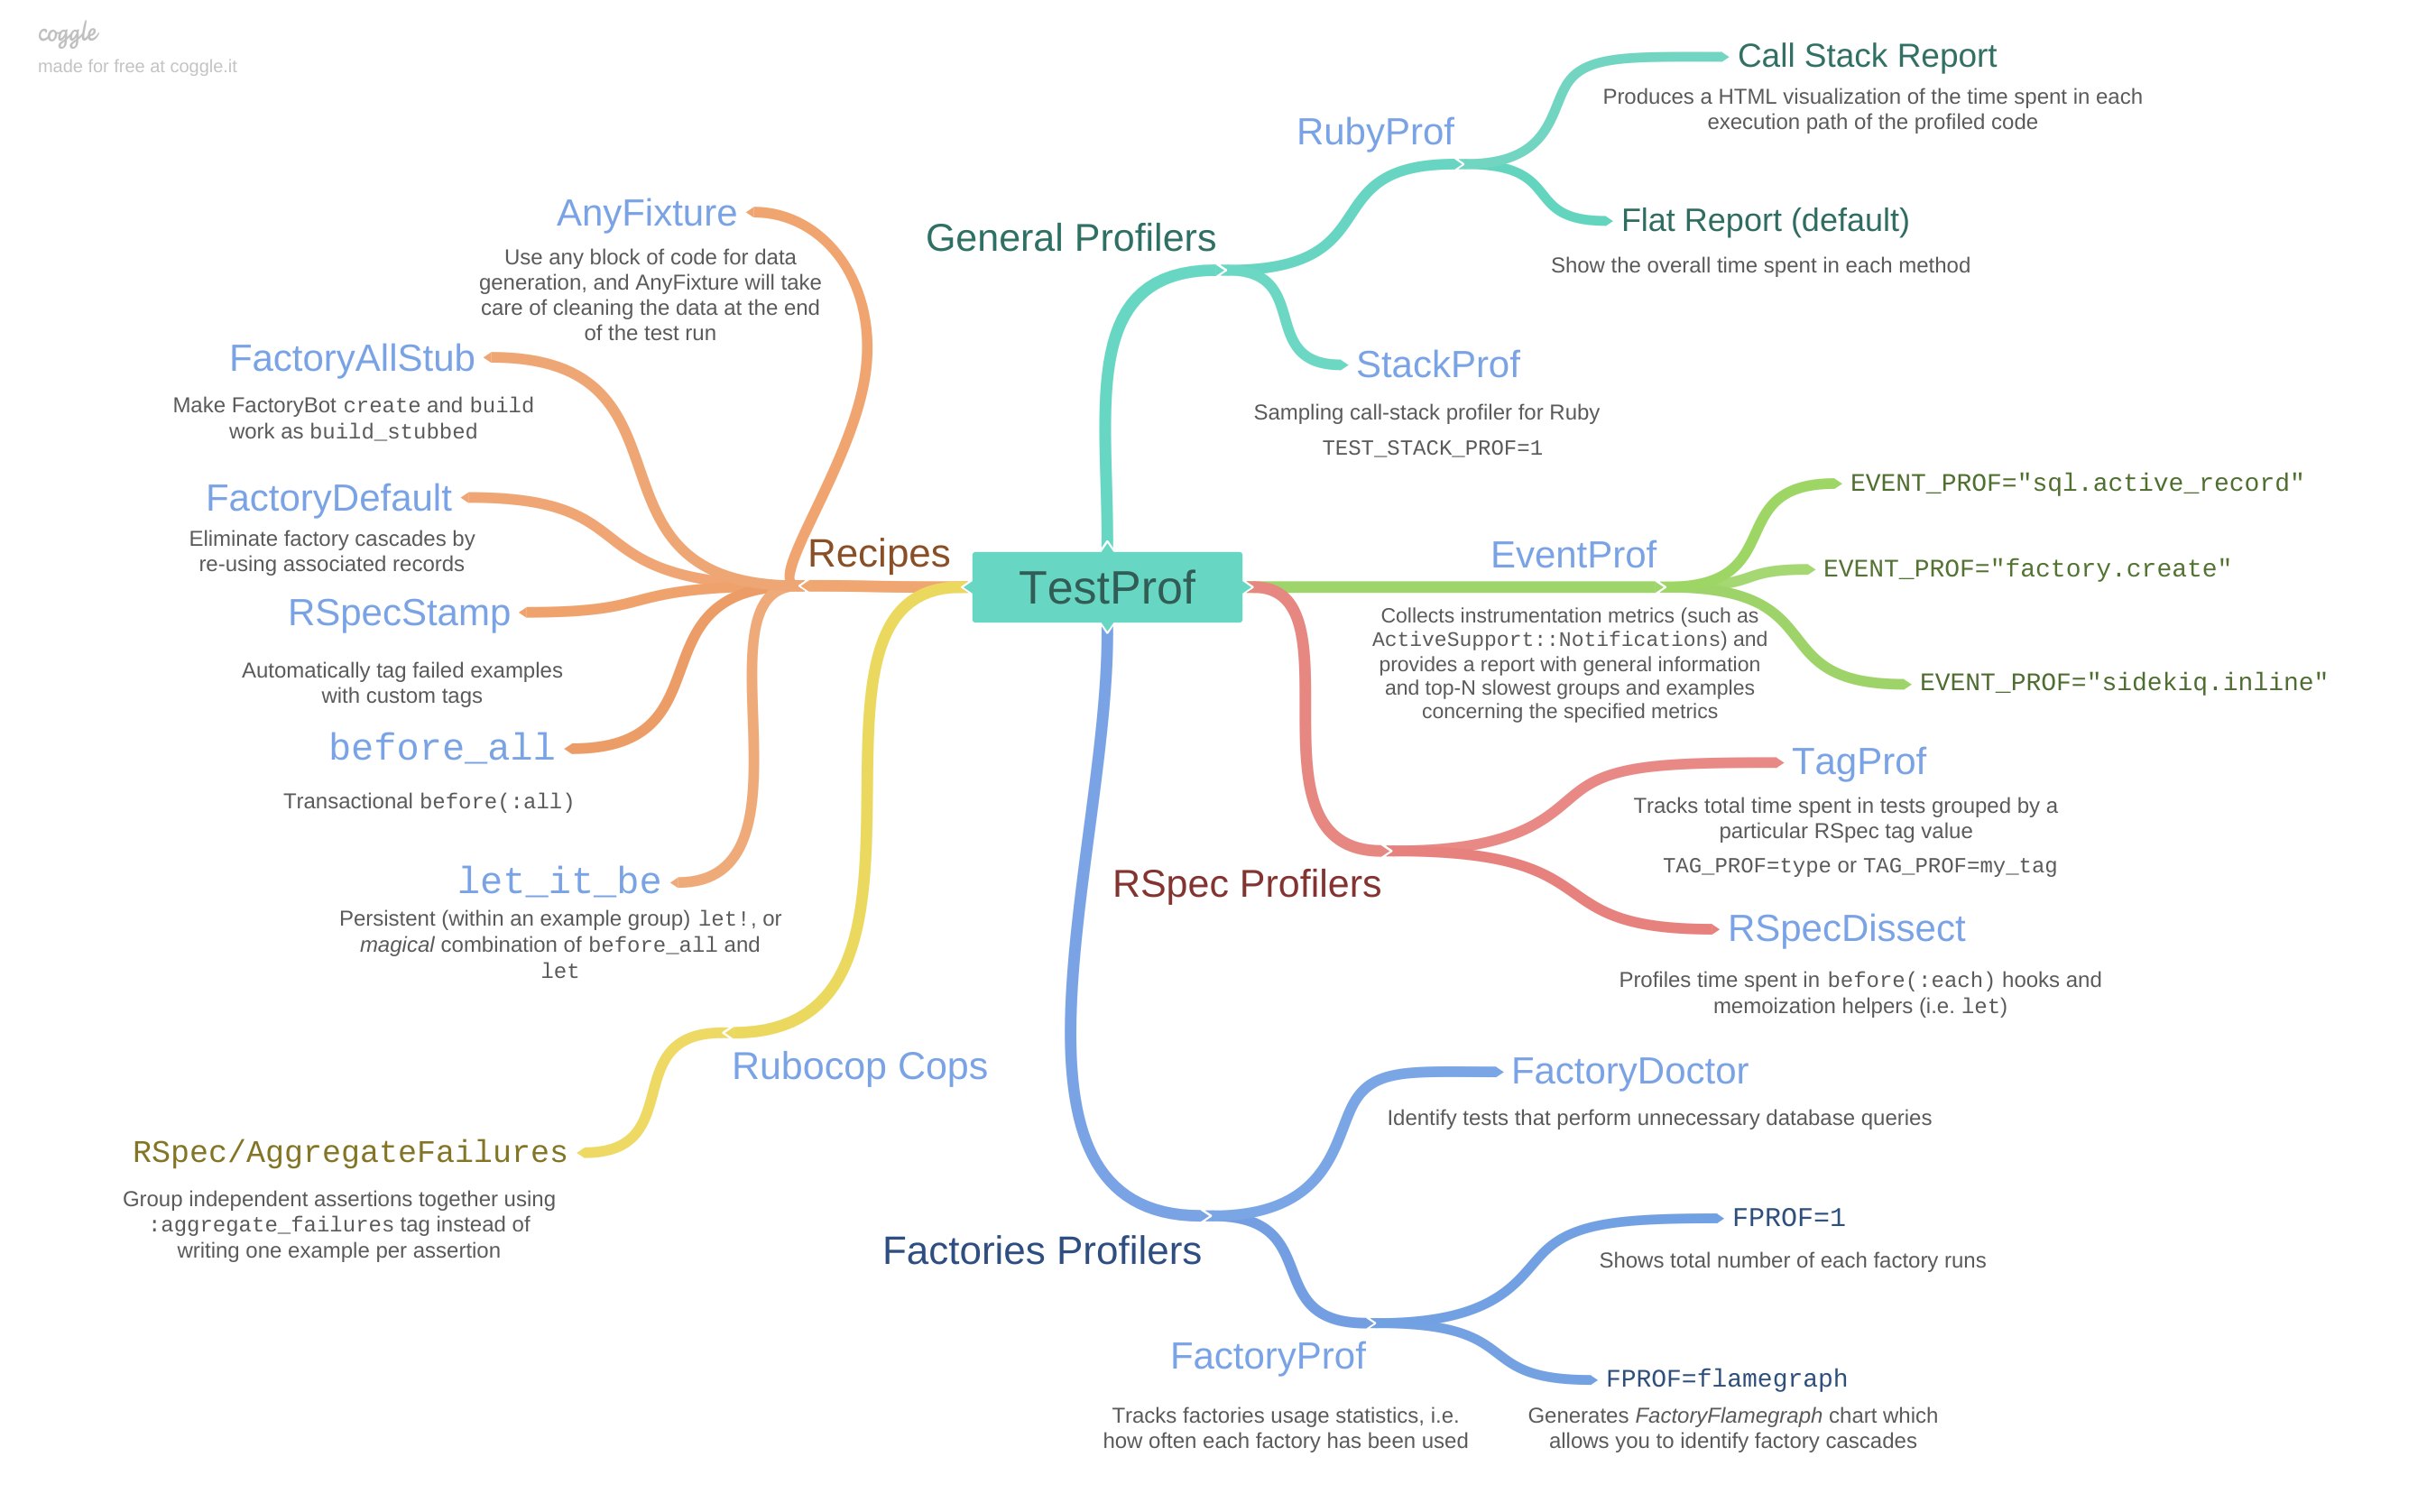 coggle
made for free at coggle.it
TestProf
General Profilers
RubyProf
Call Stack Report
Produces a HTML visualization of the time spent in each
execution path of the profiled code
Flat Report (default)
Show the overall time spent in each method
StackProf
Sampling call-stack profiler for Ruby
TEST_STACK_PROF=1
EventProf
Collects instrumentation metrics (such as
ActiveSupport::Notifications) and
provides a report with general information
and top-N slowest groups and examples
concerning the specified metrics
EVENT_PROF="sql.active_record"
EVENT_PROF="factory.create"
EVENT_PROF="sidekiq.inline"
RSpec Profilers
TagProf
Tracks total time spent in tests grouped by a
particular RSpec tag value
TAG_PROF=type or TAG_PROF=my_tag
RSpecDissect
Profiles time spent in before(:each) hooks and
memoization helpers (i.e. let)
Factories Profilers
FactoryDoctor
Identify tests that perform unnecessary database queries
FactoryProf
Tracks factories usage statistics, i.e.
how often each factory has been used
FPROF=1
Shows total number of each factory runs
FPROF=flamegraph
Generates FactoryFlamegraph chart which
allows you to identify factory cascades
Recipes
AnyFixture
Use any block of code for data
generation, and AnyFixture will take
care of cleaning the data at the end
of the test run
FactoryAllStub
Make FactoryBot create and build
work as build_stubbed
FactoryDefault
Eliminate factory cascades by
re-using associated records
RSpecStamp
Automatically tag failed examples
with custom tags
before_all
Transactional before(:all)
let_it_be
Persistent (within an example group) let!, or
magical combination of before_all and
let
Rubocop Cops
RSpec/AggregateFailures
Group independent assertions together using
:aggregate_failures tag instead of
writing one example per assertion